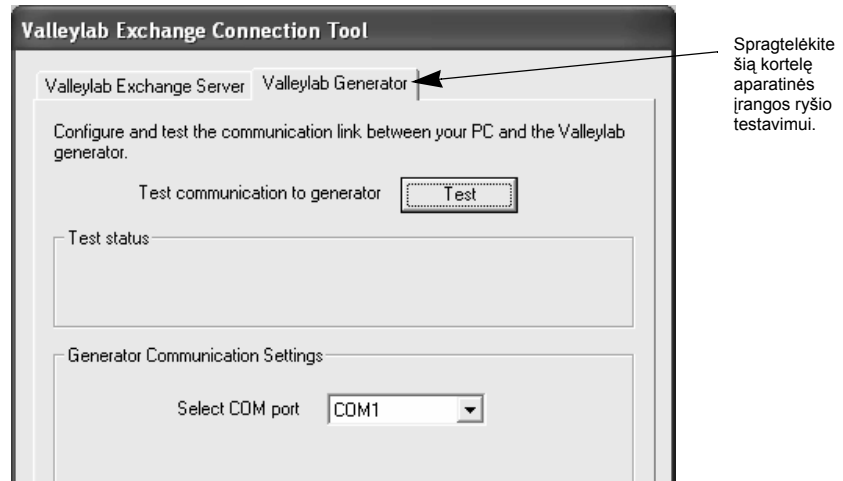 Valleylab Exchange Connection Tool
Valleylab Exchange Server
Valleylab Generator
Spragtelėkite
šią kortelę
aparatinės
įrangos ryšio
testavimui.
Configure and test the communication link between your PC and the Valleylab
generator.
Test communication to generator
Test
Test status
Generator Communication Settings
Select COM port
COM1